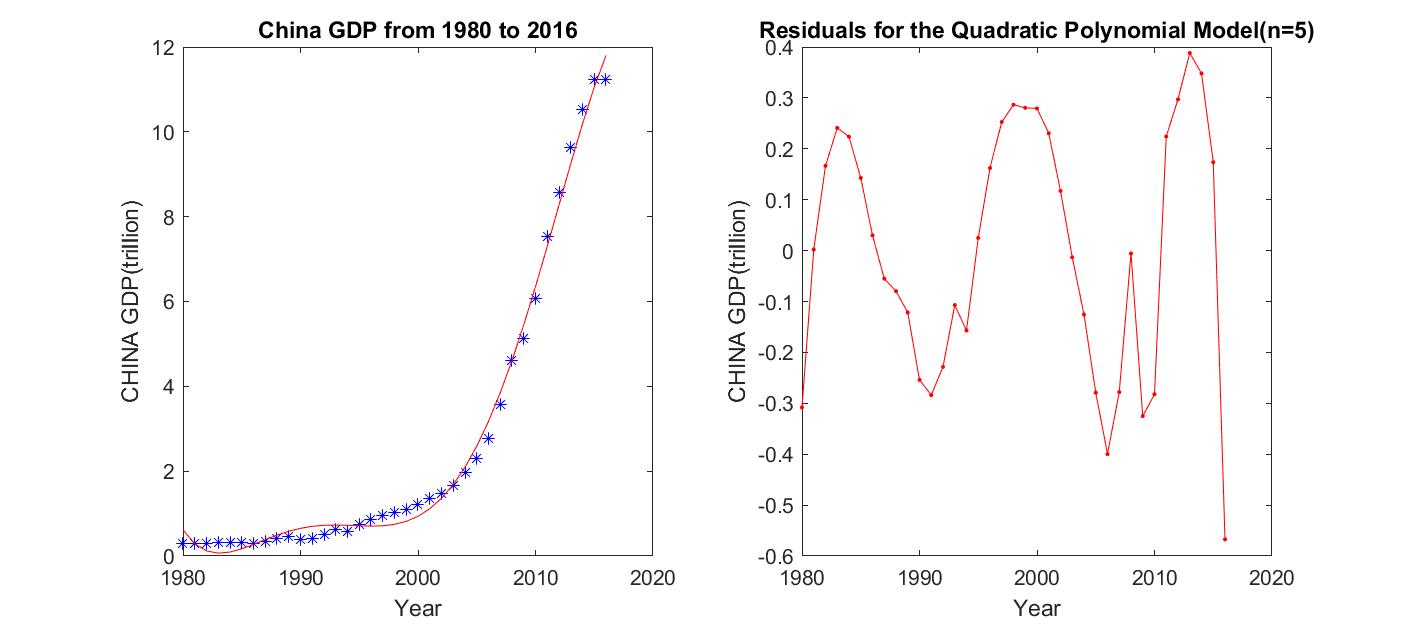 China GDP from 1980 to 2016
12
10
8
6
4
2
0
CHINA GDP(trillion)
1980 1990 2000 2010 2020
Year
Residuals for the Quadratic Polynomial Model(n=5)
0.4
0.3
0.2
0.1
0
-0.1
-0.2
-0.3
-0.4
-0.5
-0.6
CHINA GDP(trillion)
1980 1990 2000 2010 2020
Year